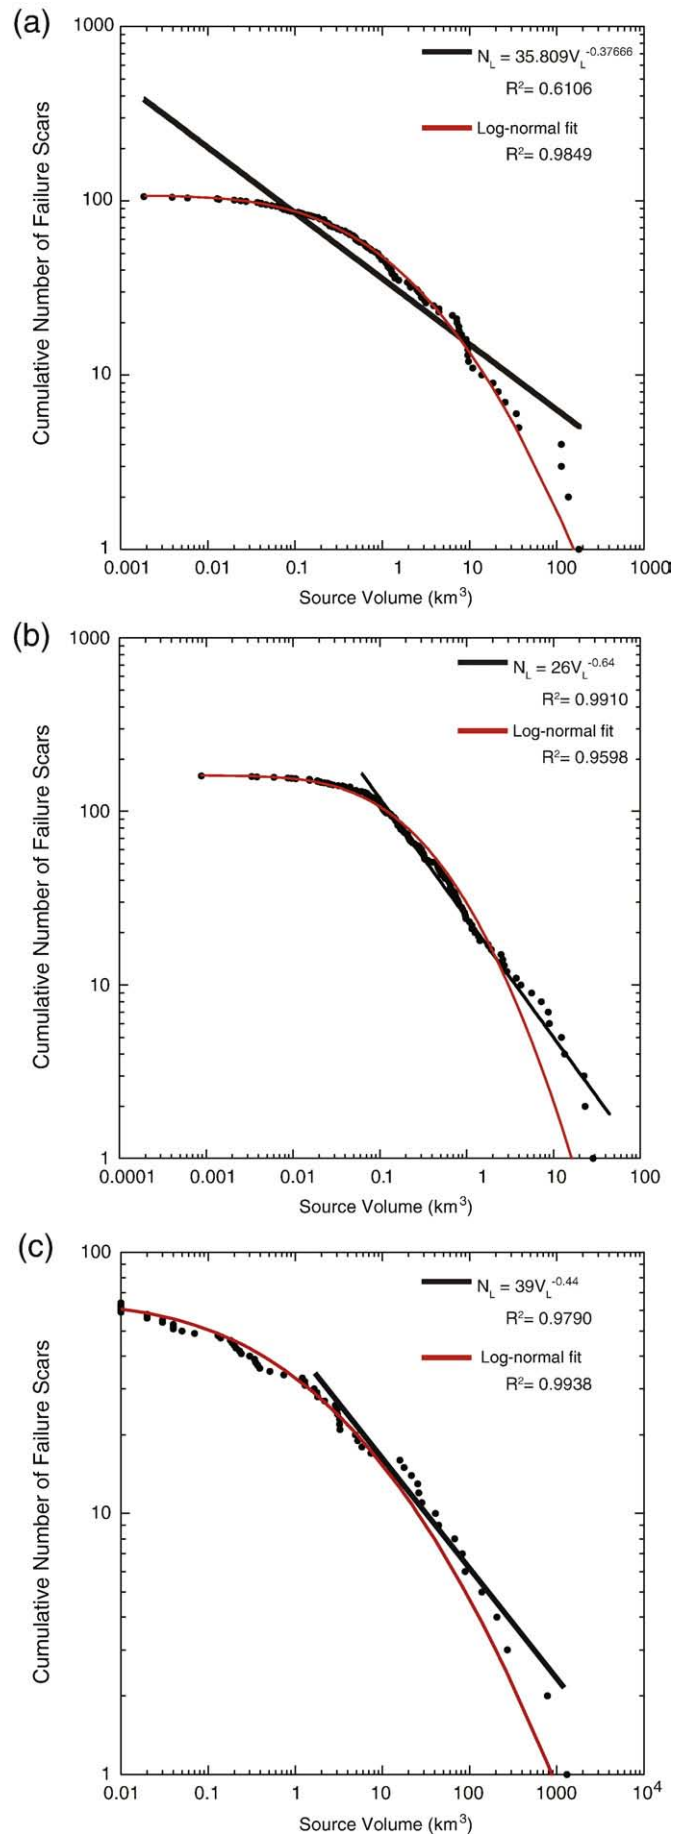 (a)
1000
N_L = 35.809V_L^-0.37666
R²= 0.6106
Log-normal fit
R²= 0.9849
100
10
1
Cumulative Number of Failure Scars
0.001 0.01 0.1 1 10 100 1000
Source Volume (km³)
(b)
1000
N_L = 26V_L^-0.64
R²= 0.9910
Log-normal fit
R²= 0.9598
100
10
1
Cumulative Number of Failure Scars
0.0001 0.001 0.01 0.1 1 10 100
Source Volume (km³)
(c)
100
N_L = 39V_L^-0.44
R²= 0.9790
Log-normal fit
R²= 0.9938
10
1
Cumulative Number of Failure Scars
0.01 0.1 1 10 100 1000 10⁴
Source Volume (km³)